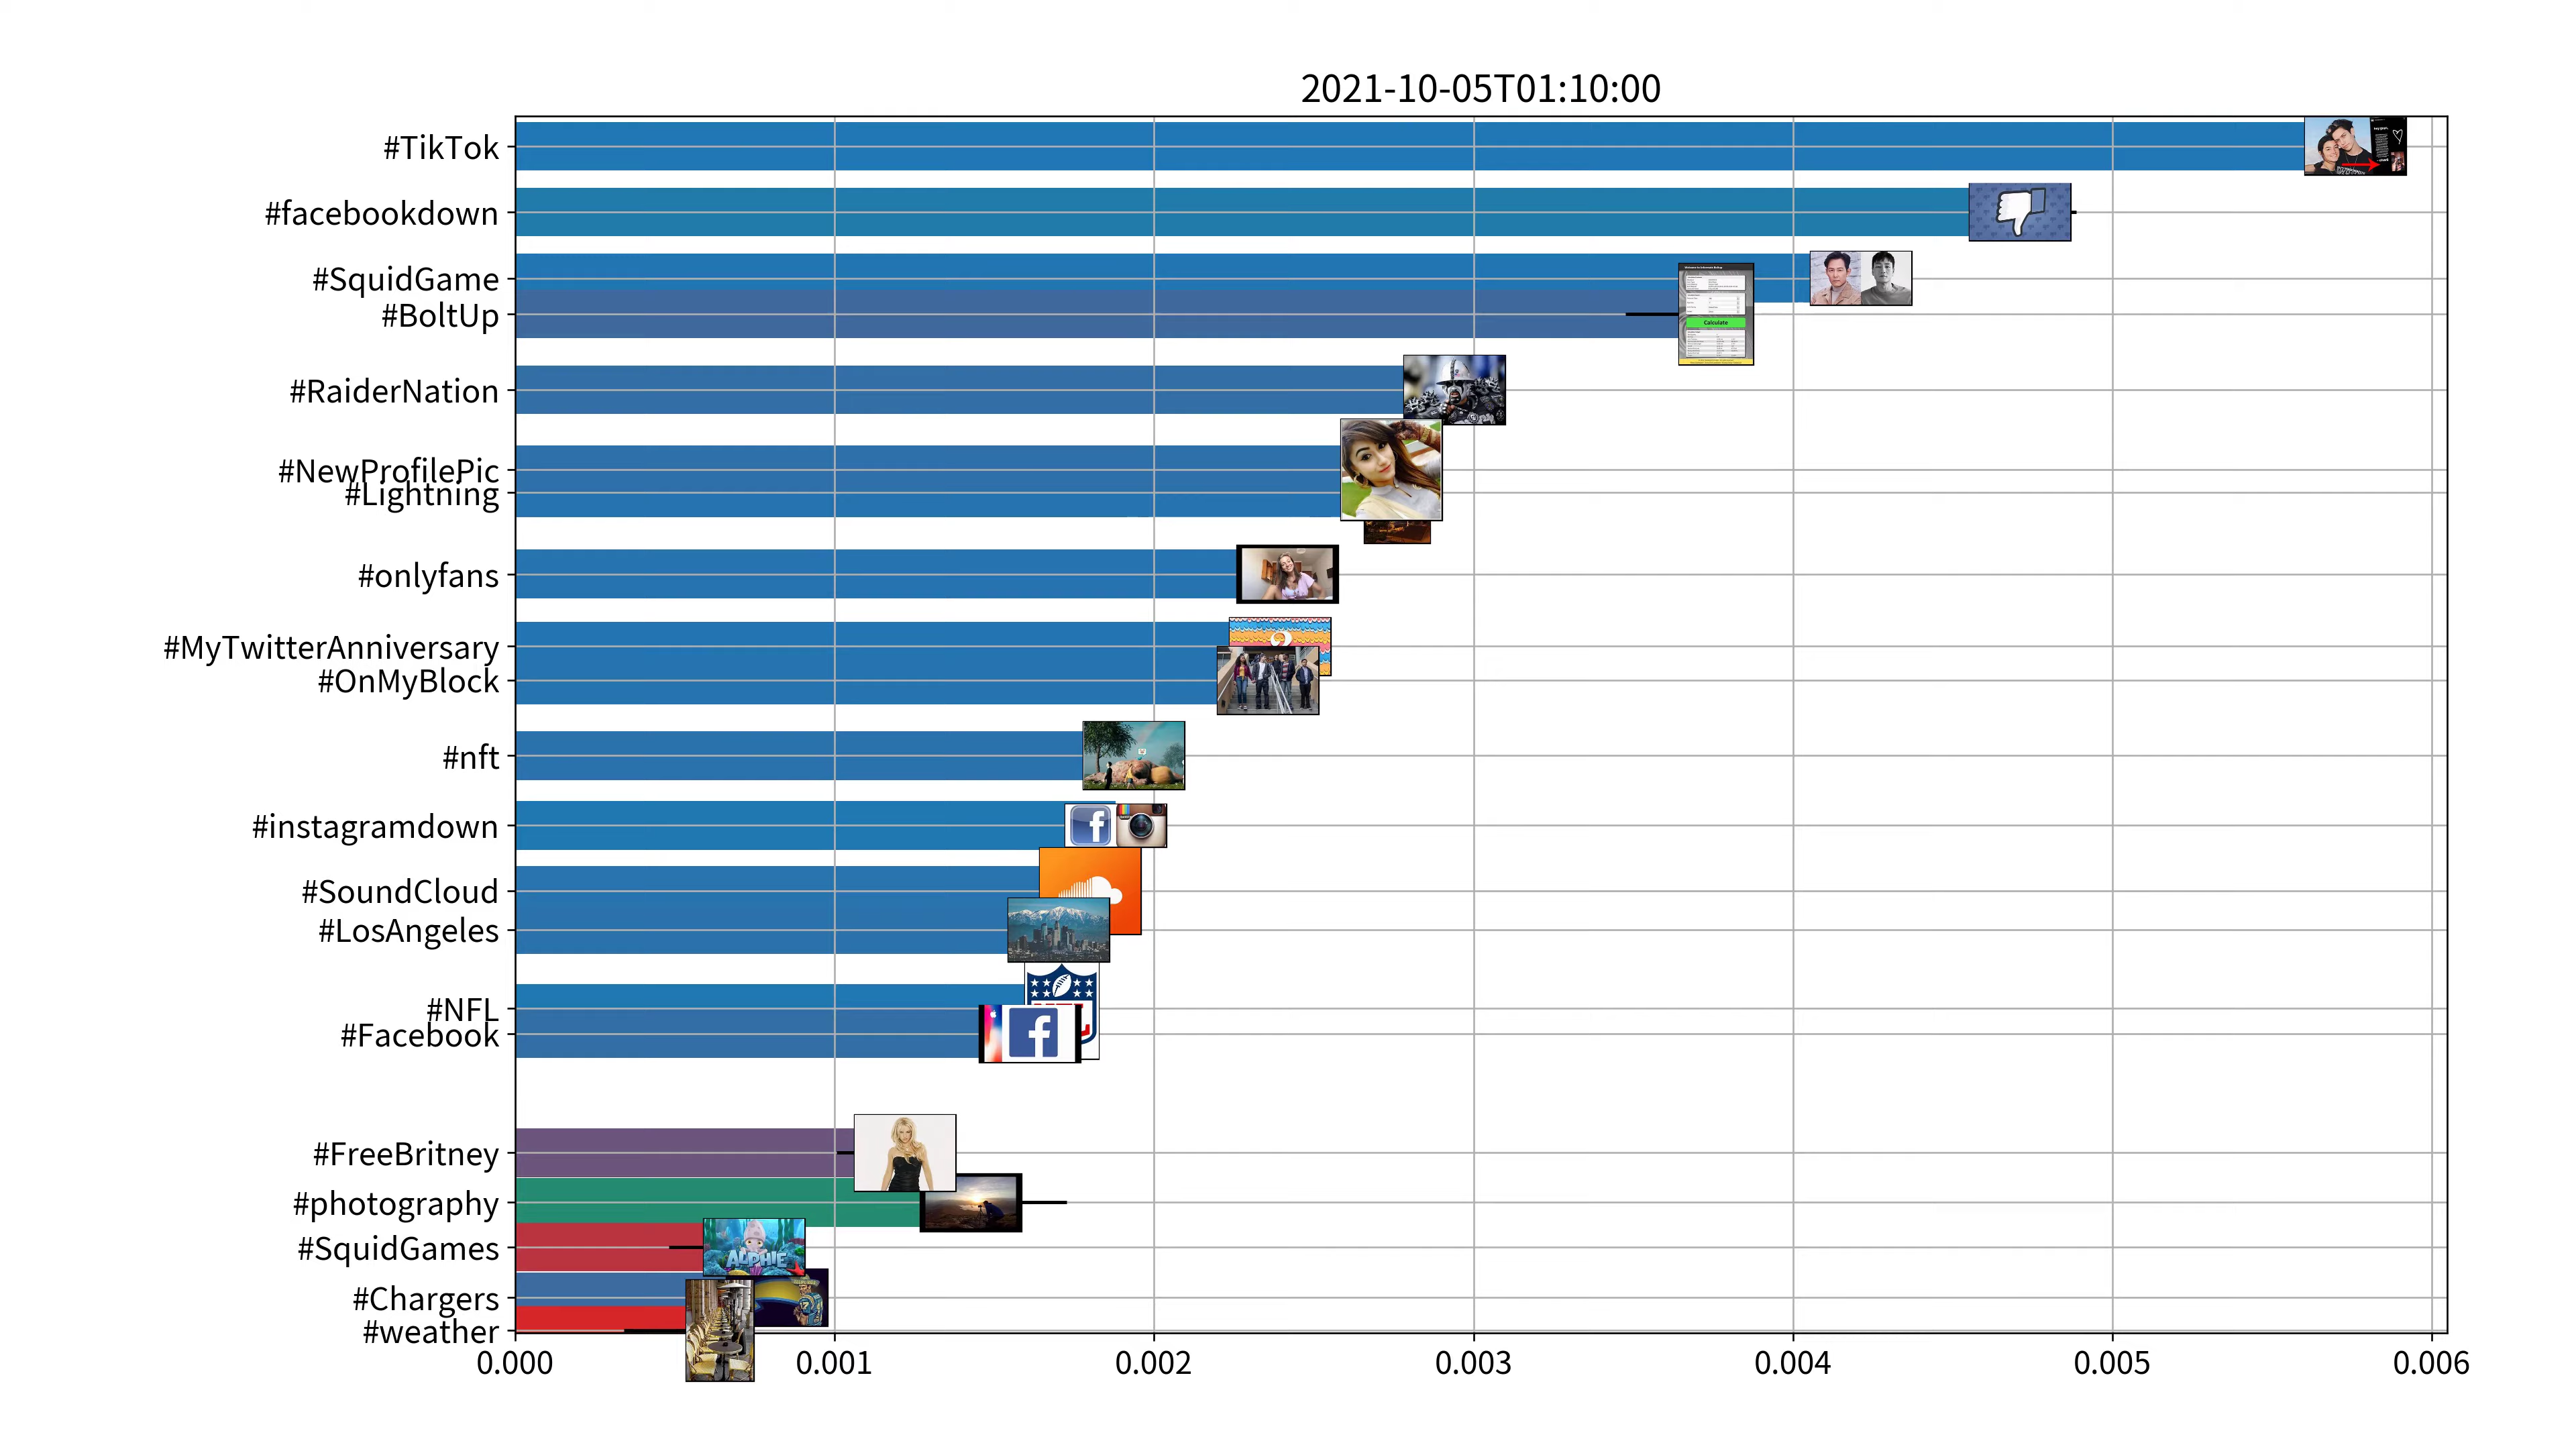 2021-10-05T01:10:00
#TikTok
#facebookdown
#SquidGame
#BoltUp
Calculate
#RaiderNation
#NewProfilePic
#Lightning
#onlyfans
#MyTwitterAnniversary
#OnMyBlock
#nft
#instagramdown
#SoundCloud
#LosAngeles
#NFL
#Facebook
#FreeBritney
#photography
#SquidGames
ALPHIE
#Chargers
#weather
0.000 0.001 0.002 0.003 0.004 0.005 0.006